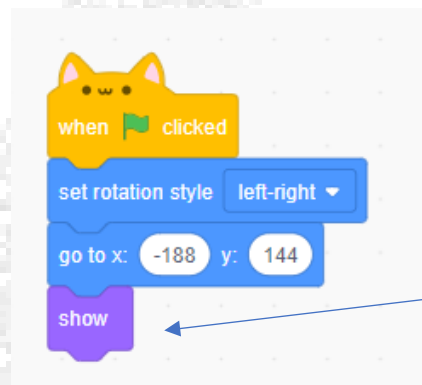 when clicked
set rotation style left-right
go to x: -188 y: 144
show